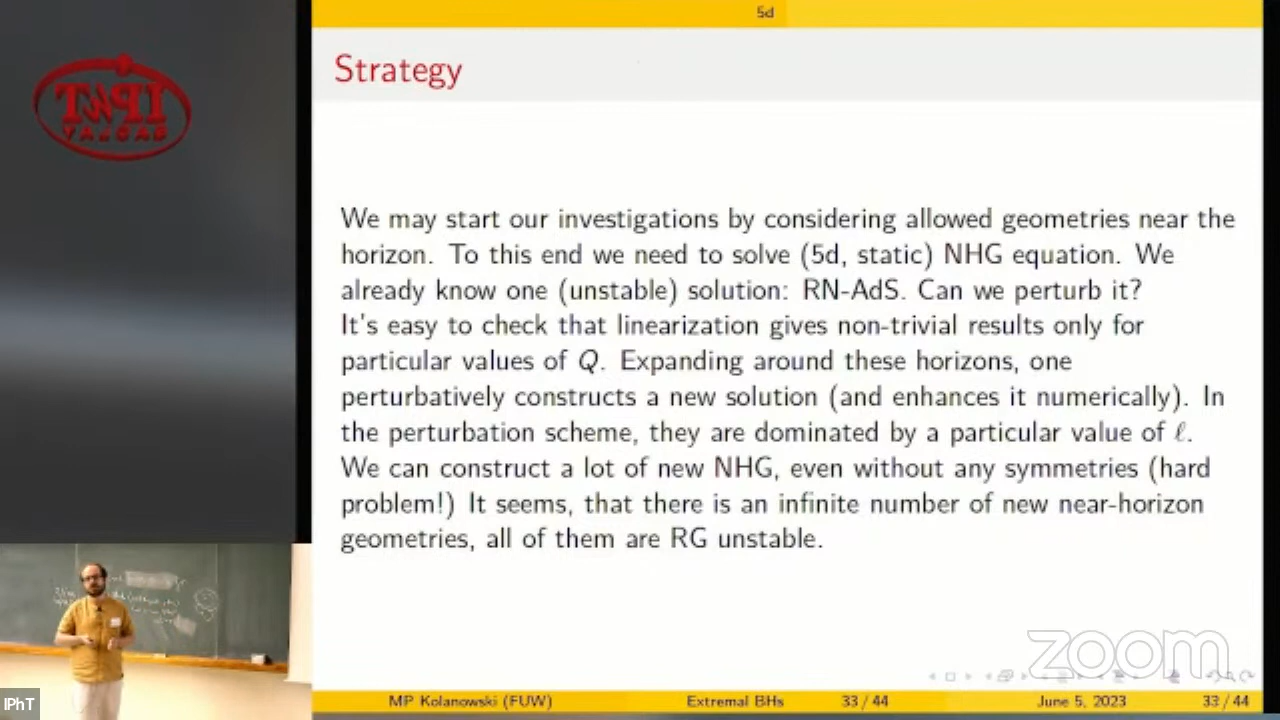 5d
Strategy
We may start our investigations by considering allowed geometries near the
horizon. To this end we need to solve (5d, static) NHG equation. We
already know one (unstable) solution: RN-AdS. Can we perturb it?
It's easy to check that linearization gives non-trivial results only for
particular values of Q. Expanding around these horizons, one
perturbatively constructs a new solution (and enhances it numerically). In
the perturbation scheme, they are dominated by a particular value of ℓ.
We can construct a lot of new NHG, even without any symmetries (hard
problem!) It seems, that there is an infinite number of new near-horizon
geometries, all of them are RG unstable.
zoom
MP Kolanowski (FUW) Extremal BHs 33 / 44 June 5, 2023 33 / 44
IPhT